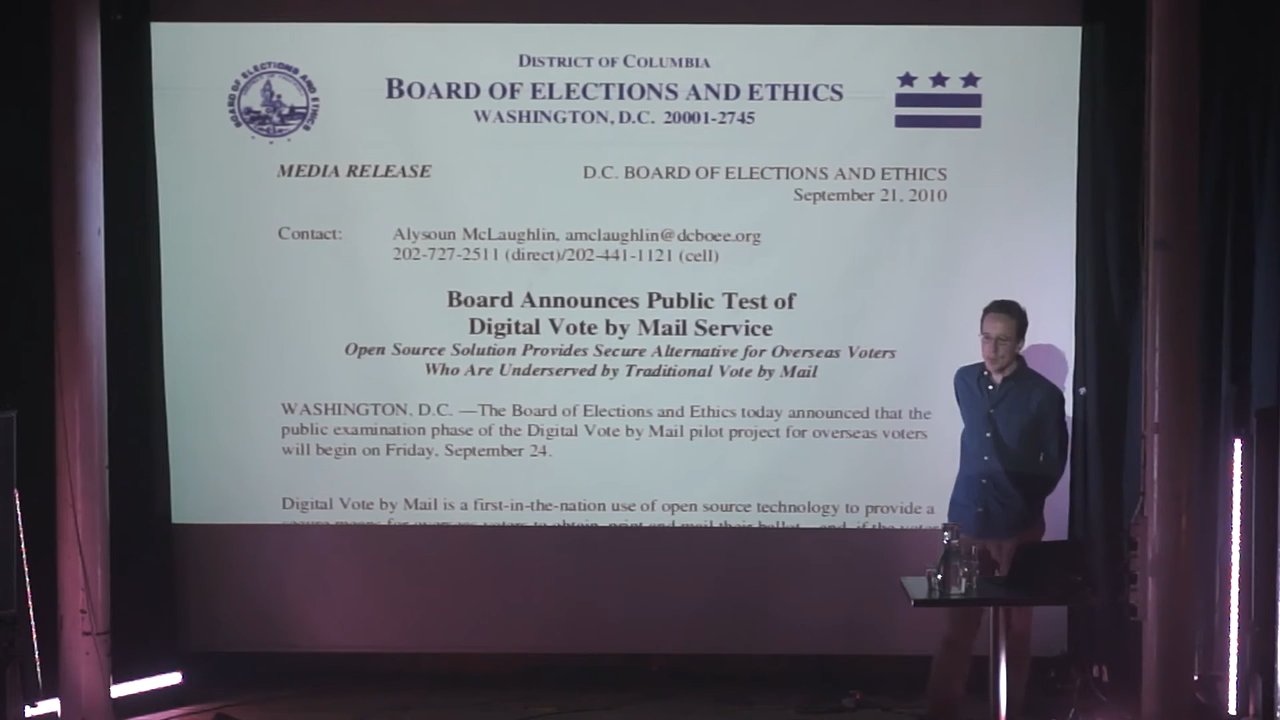 DISTRICT OF COLUMBIA
BOARD OF ELECTIONS AND ETHICS
WASHINGTON, D.C. 20001-2745
BOARD OF ELECTIONS AND ETHICS
MEDIA RELEASE
D.C. BOARD OF ELECTIONS AND ETHICS
September 21, 2010
Contact:
Alysoun McLaughlin, amclaughlin@dcboee.org
202-727-2511 (direct)/202-441-1121 (cell)
Board Announces Public Test of
Digital Vote by Mail Service
Open Source Solution Provides Secure Alternative for Overseas Voters
Who Are Underserved by Traditional Vote by Mail
WASHINGTON, D.C. —The Board of Elections and Ethics today announced that the
public examination phase of the Digital Vote by Mail pilot project for overseas voters
will begin on Friday, September 24.
Digital Vote by Mail is a first-in-the-nation use of open source technology to provide a